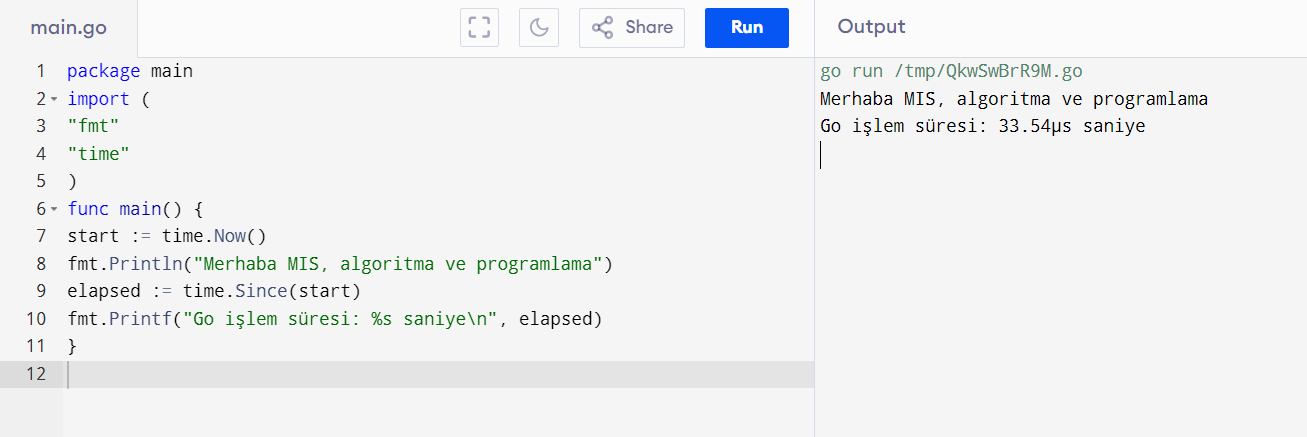 main.go
Share
Run
Output
1 package main
2 import (
3 "fmt"
4 "time"
5 )
6 func main() {
7 start := time.Now()
8 fmt.Println("Merhaba MIS, algoritma ve programlama")
9 elapsed := time.Since(start)
10 fmt.Printf("Go işlem süresi: %s saniye\n", elapsed)
11 }
12
go run /tmp/QkwSwBrR9M.go
Merhaba MIS, algoritma ve programlama
Go işlem süresi: 33.54µs saniye